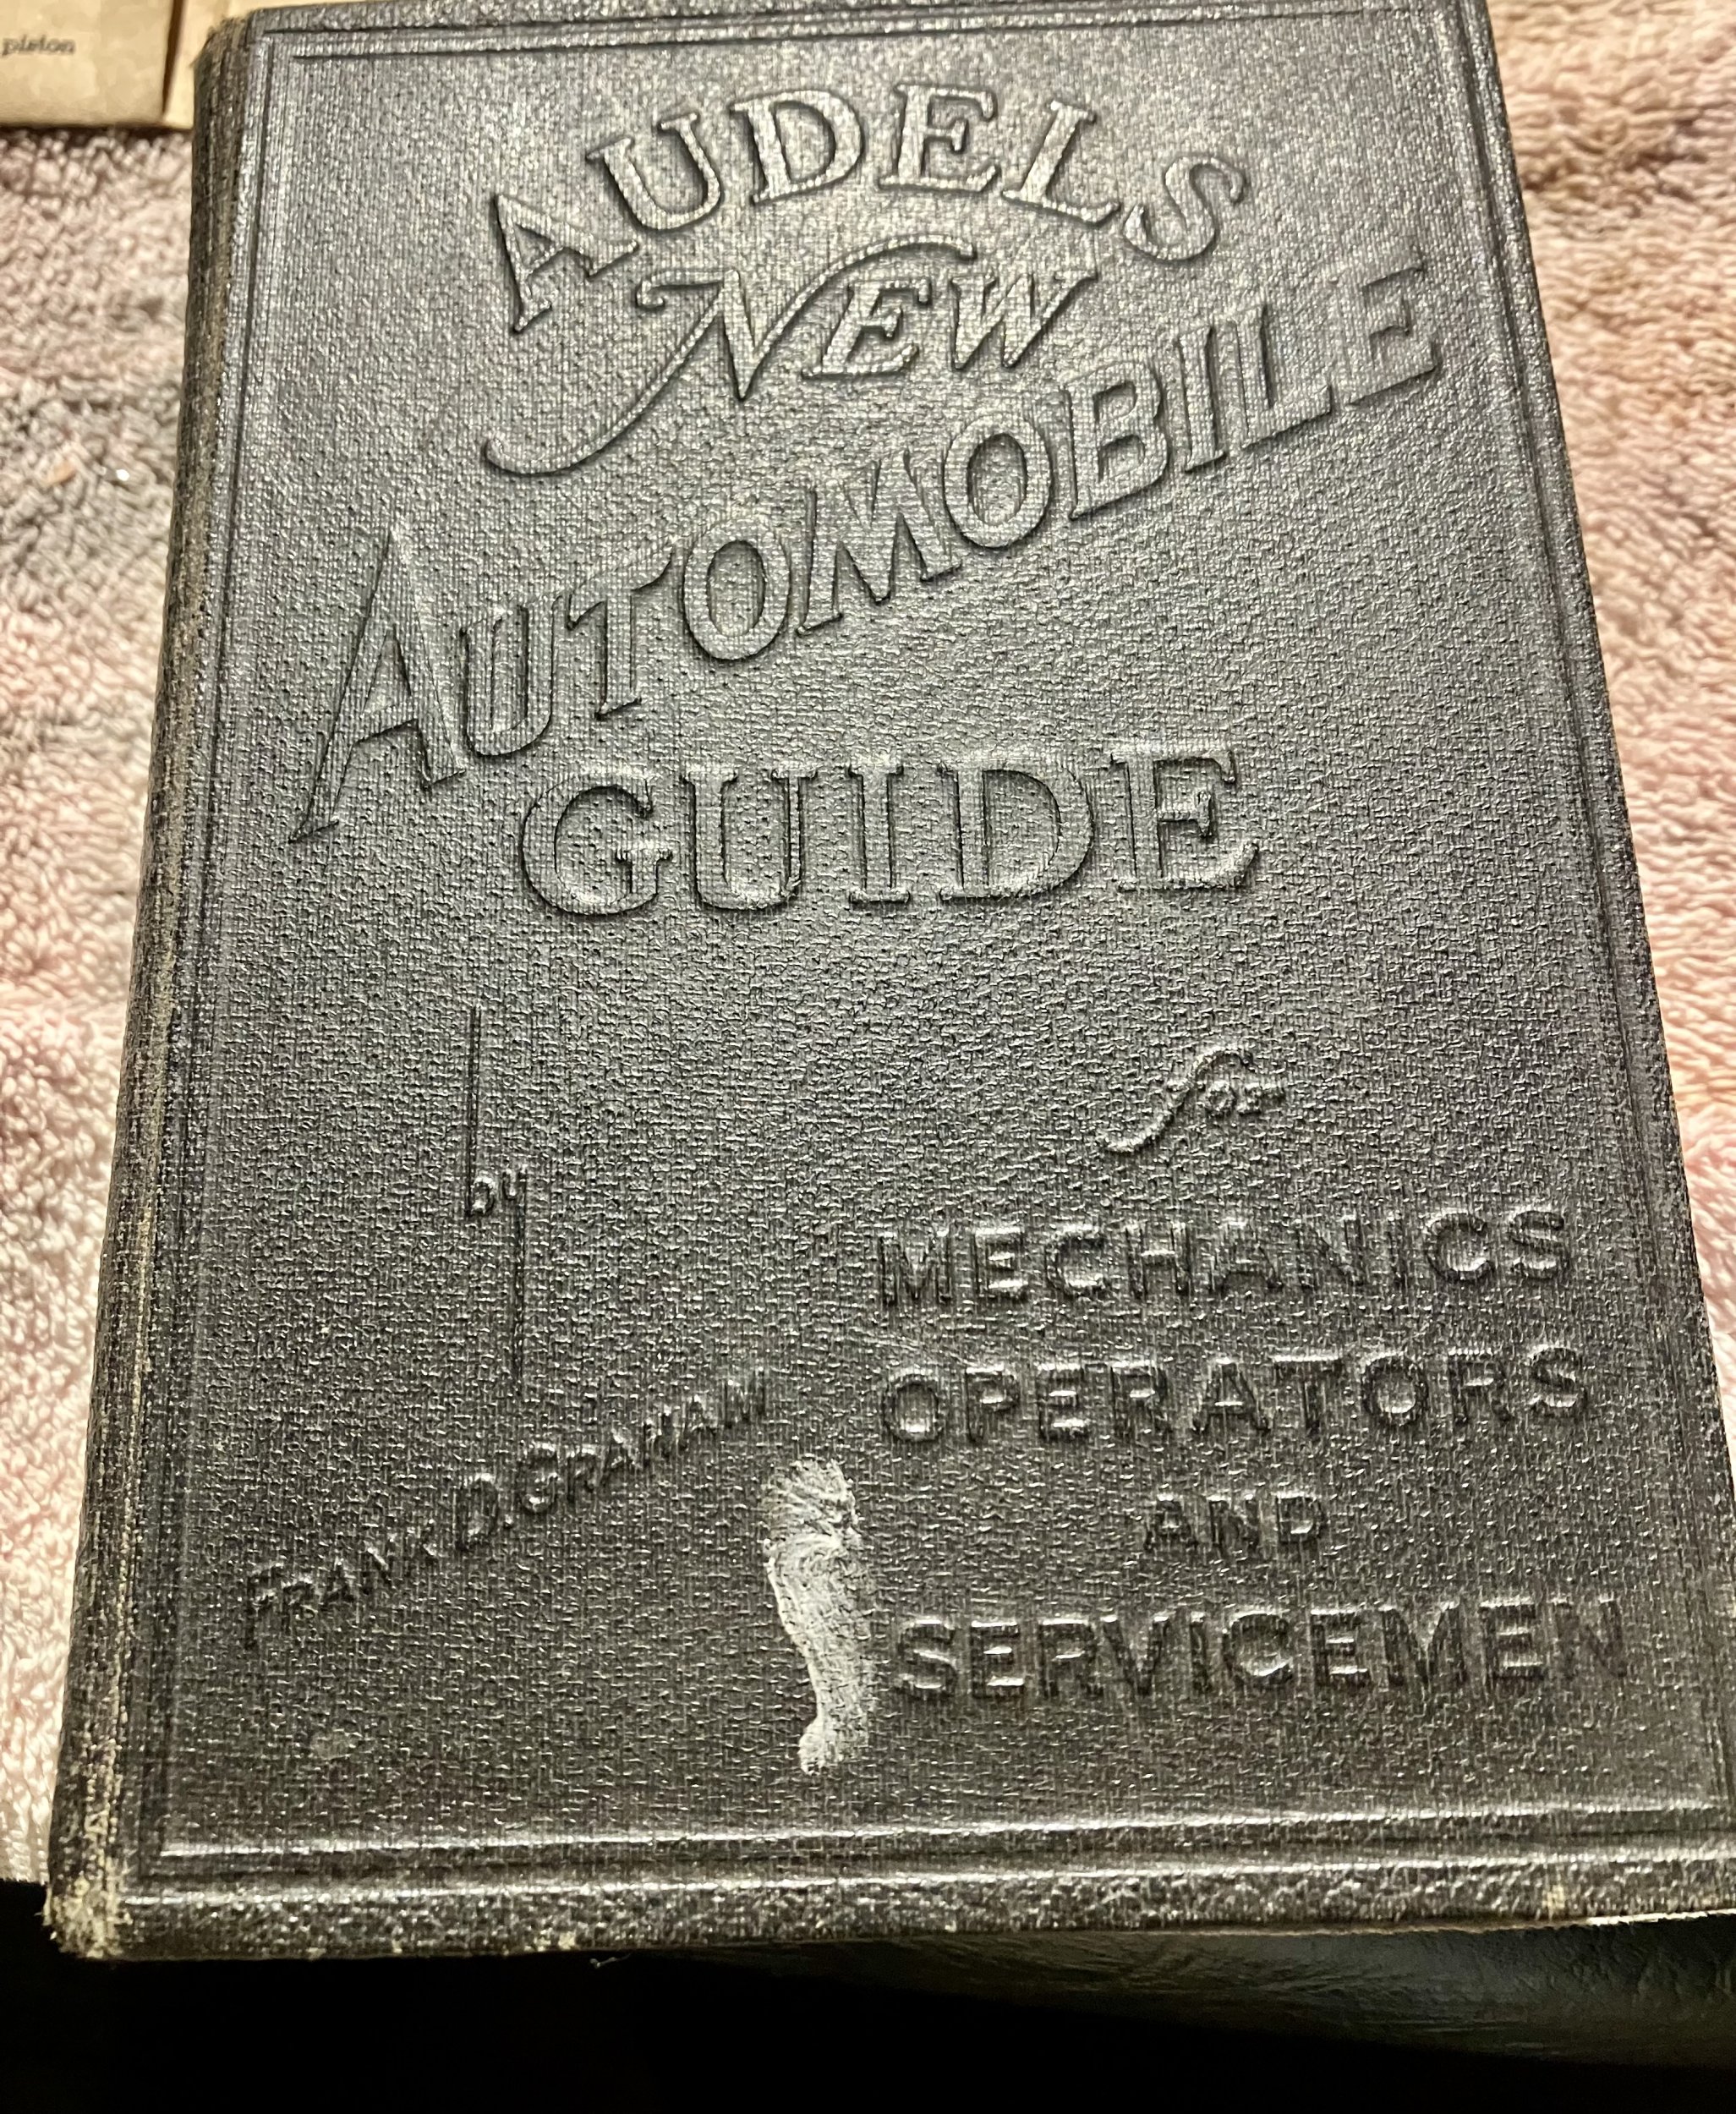 piston
AUDELS
NEW
AUTOMOBILE
GUIDE
by
FRANK D. GRAHAM
for
MECHANICS
OPERATORS
AND
SERVICEMEN